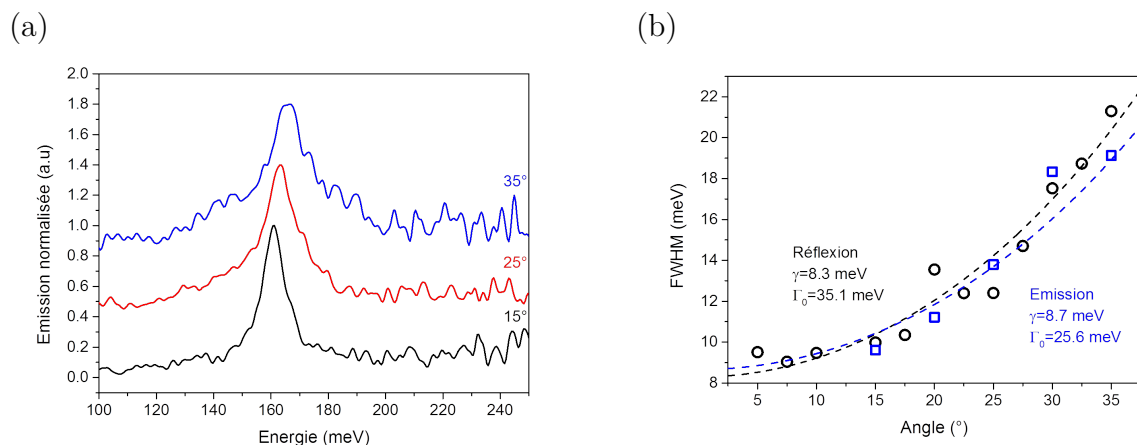 (a)
(b)
2.0
1.8
1.6
1.4
1.2
1.0
0.8
0.6
0.4
0.2
0.0
Emission normalisée (a.u)
35°
25°
15°
100 120 140 160 180 200 220 240
Energie (meV)
22
20
18
16
14
12
10
8
FWHM (meV)
Réflexion
γ=8.3 meV
Γ₀=35.1 meV
Emission
γ=8.7 meV
Γ₀=25.6 meV
5 10 15 20 25 30 35
Angle (°)